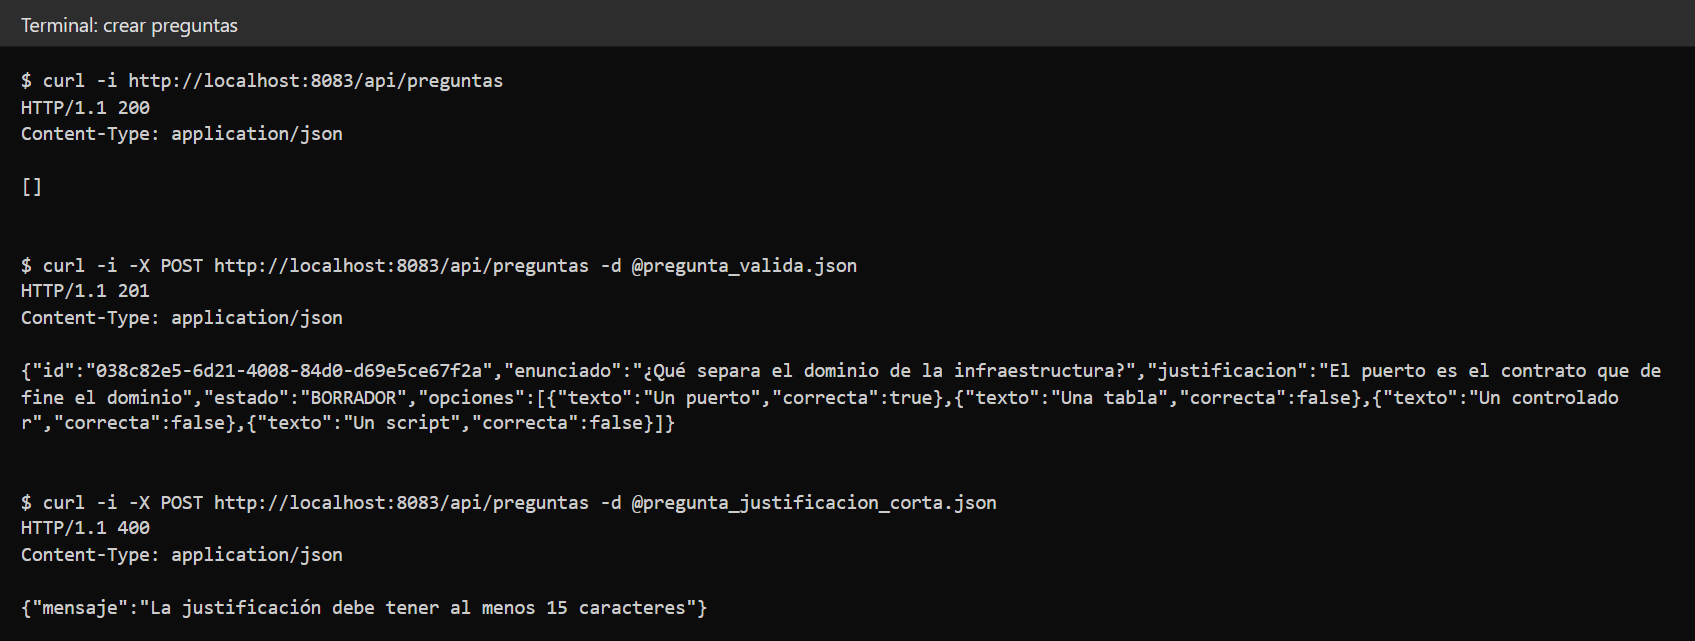 Terminal: crear preguntas
$ curl -i http://localhost:8083/api/preguntas
HTTP/1.1 200
Content-Type: application/json
[]
$ curl -i -X POST http://localhost:8083/api/preguntas -d @pregunta_valida.json
HTTP/1.1 201
Content-Type: application/json
{"id":"038c82e5-6d21-4008-84d0-d69e5ce67f2a","enunciado":"¿Qué separa el dominio de la infraestructura?","justificacion":"El puerto es el contrato que de
fine el dominio","estado":"BORRADOR","opciones":[{"texto":"Un puerto","correcta":true},{"texto":"Una tabla","correcta":false},{"texto":"Un controlado
r","correcta":false},{"texto":"Un script","correcta":false}]}
$ curl -i -X POST http://localhost:8083/api/preguntas -d @pregunta_justificacion_corta.json
HTTP/1.1 400
Content-Type: application/json
{"mensaje":"La justificación debe tener al menos 15 caracteres"}